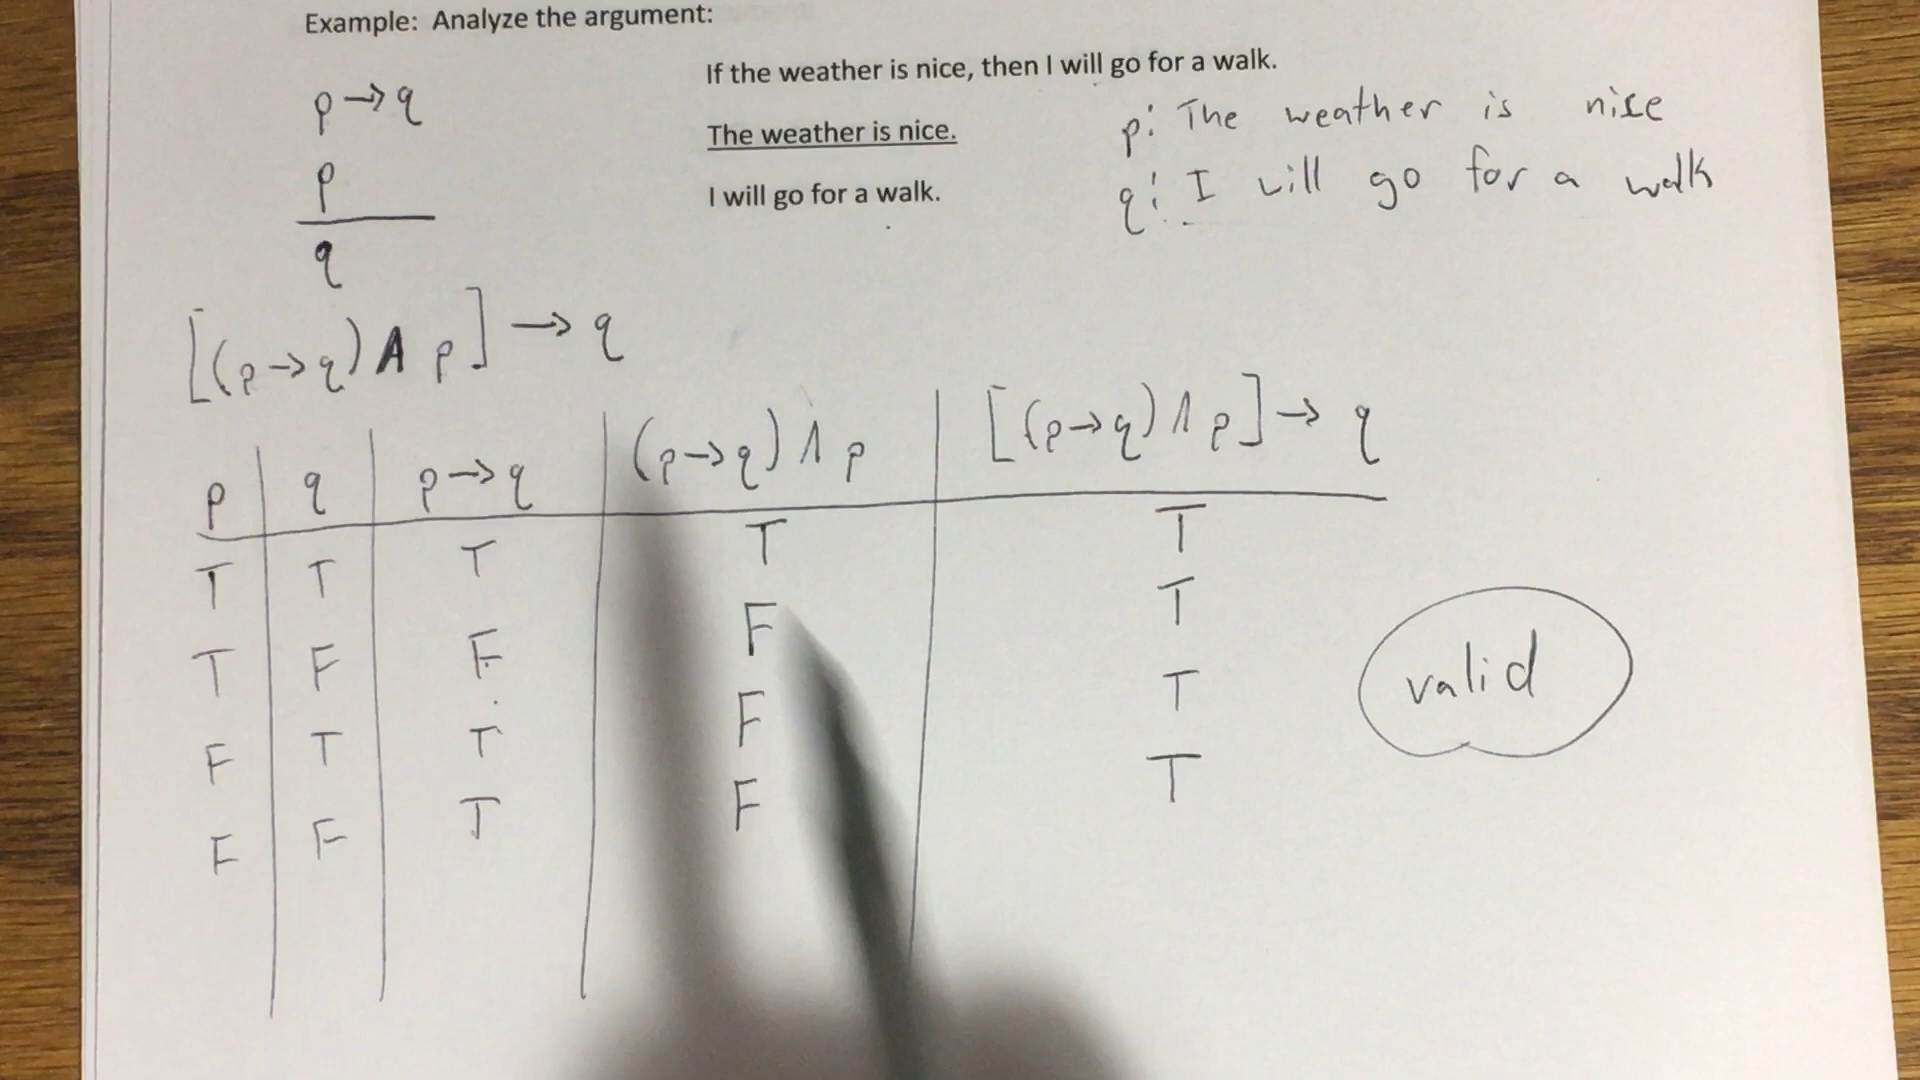 Example: Analyze the argument:
If the weather is nice, then I will go for a walk.
p → q
The weather is nice.
p: The weather is nice
p
I will go for a walk.
q: I will go for a walk
q
[(p → q) ∧ p] → q
p q p → q (p → q) ∧ p [(p → q) ∧ p] → q
T T T T T
T F F F T
F T T F T
F F T F T
valid